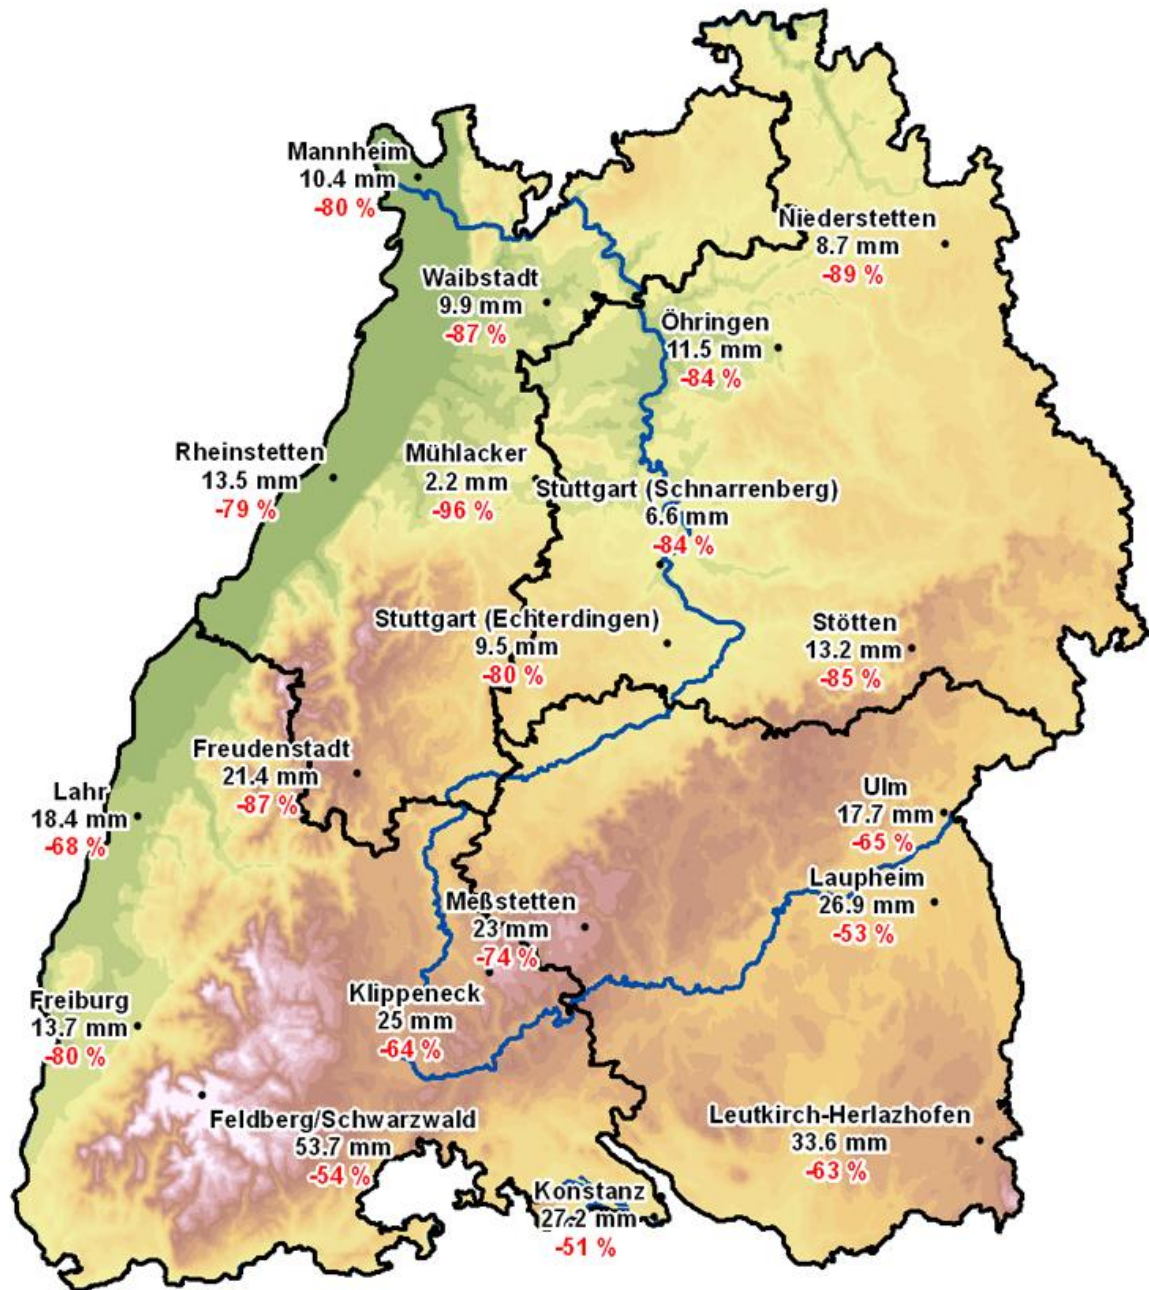 Mannheim
10.4 mm
-80 %
Niederstetten
8.7 mm
-89 %
Waibstadt
9.9 mm
-87 %
Öhringen
11.5 mm
-84 %
Rheinstetten
13.5 mm
-79 %
Mühlacker
2.2 mm
-96 %
Stuttgart (Schnarrenberg)
6.6 mm
-84 %
Stuttgart (Echterdingen)
9.5 mm
-80 %
Stötten
13.2 mm
-85 %
Freudenstadt
21.4 mm
-87 %
Lahr
18.4 mm
-68 %
Ulm
17.7 mm
-65 %
Laupheim
26.9 mm
-53 %
Meßstetten
23 mm
-74 %
Klippeneck
25 mm
-64 %
Freiburg
13.7 mm
-80 %
Feldberg/Schwarzwald
53.7 mm
-54 %
Leutkirch-Herlazhofen
33.6 mm
-63 %
Konstanz
27.2 mm
-51 %